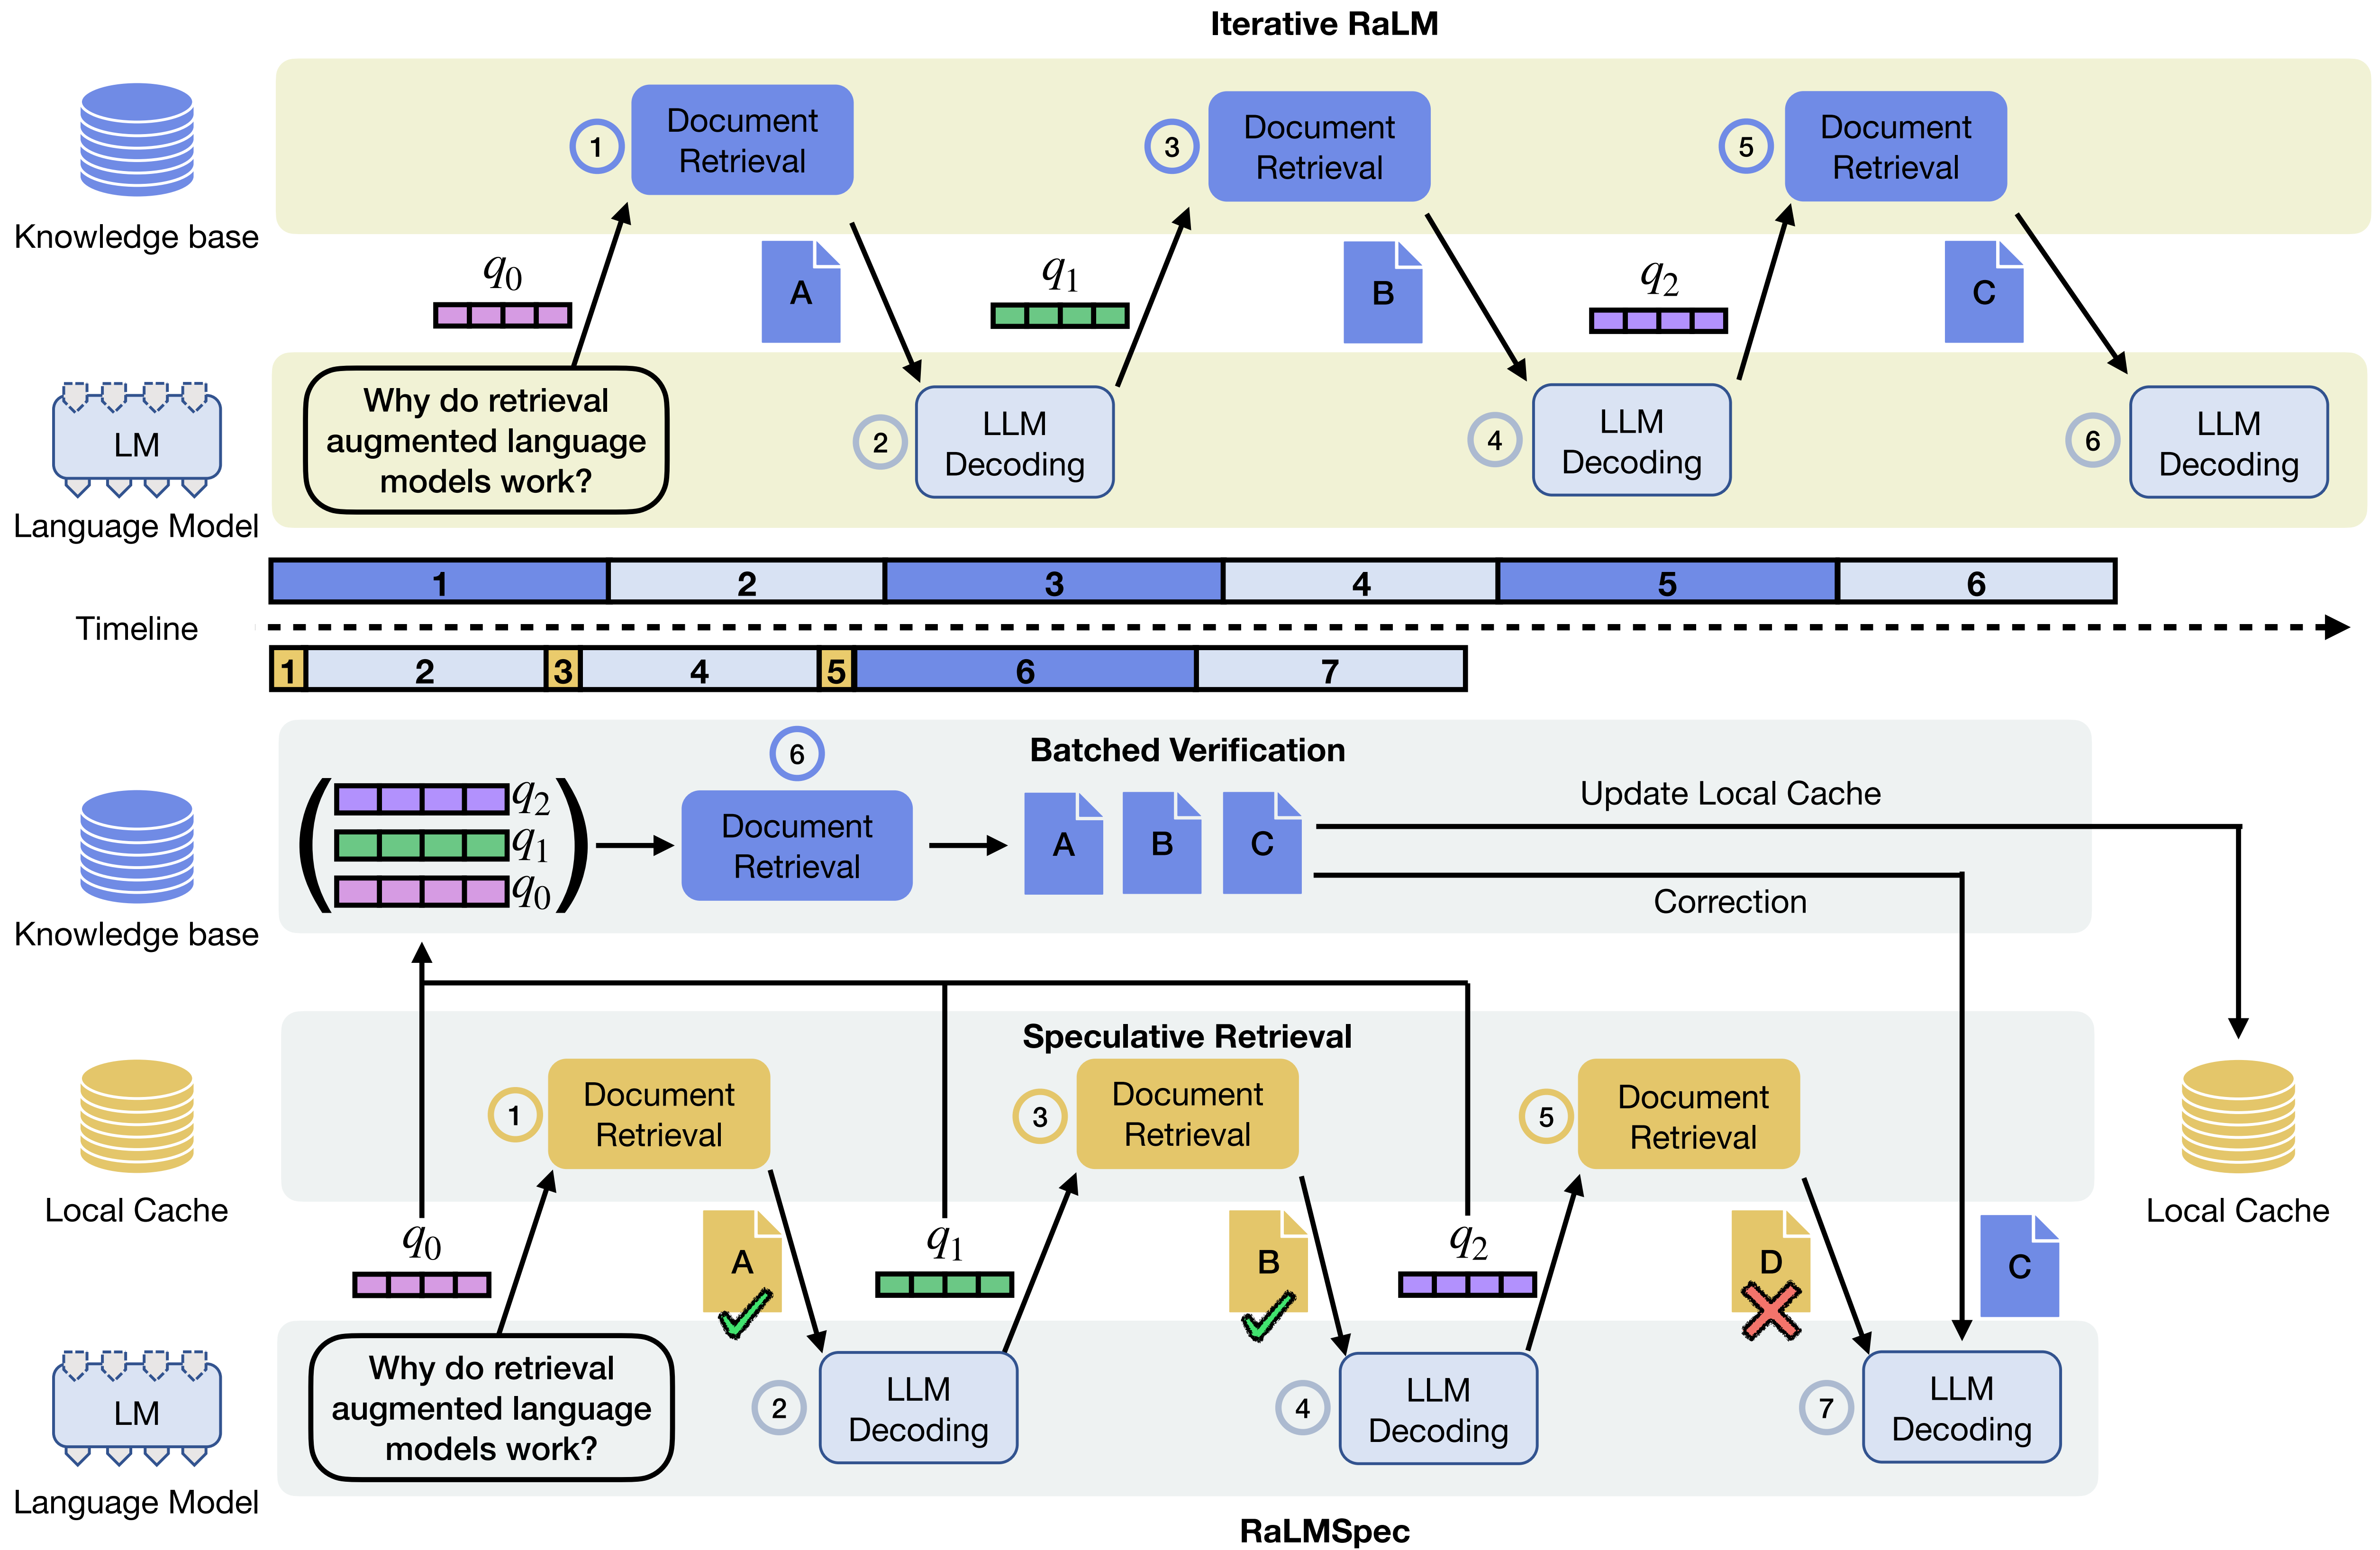 Iterative RaLM
Knowledge base
1
Document
Retrieval
3
Document
Retrieval
5
Document
Retrieval
q0
A
q1
B
q2
C
LM
Language Model
Why do retrieval
augmented language
models work?
2
LLM
Decoding
4
LLM
Decoding
6
LLM
Decoding
1 2 3 4 5 6
Timeline
1 2 3 4 5 6 7
Batched Verification
Knowledge base
q2
q1
q0
6
Document
Retrieval
A
B
C
Update Local Cache
Correction
Speculative Retrieval
Local Cache
1
Document
Retrieval
3
Document
Retrieval
5
Document
Retrieval
Local Cache
q0
A
q1
B
q2
D
C
LM
Language Model
Why do retrieval
augmented language
models work?
2
LLM
Decoding
4
LLM
Decoding
7
LLM
Decoding
RaLMSpec